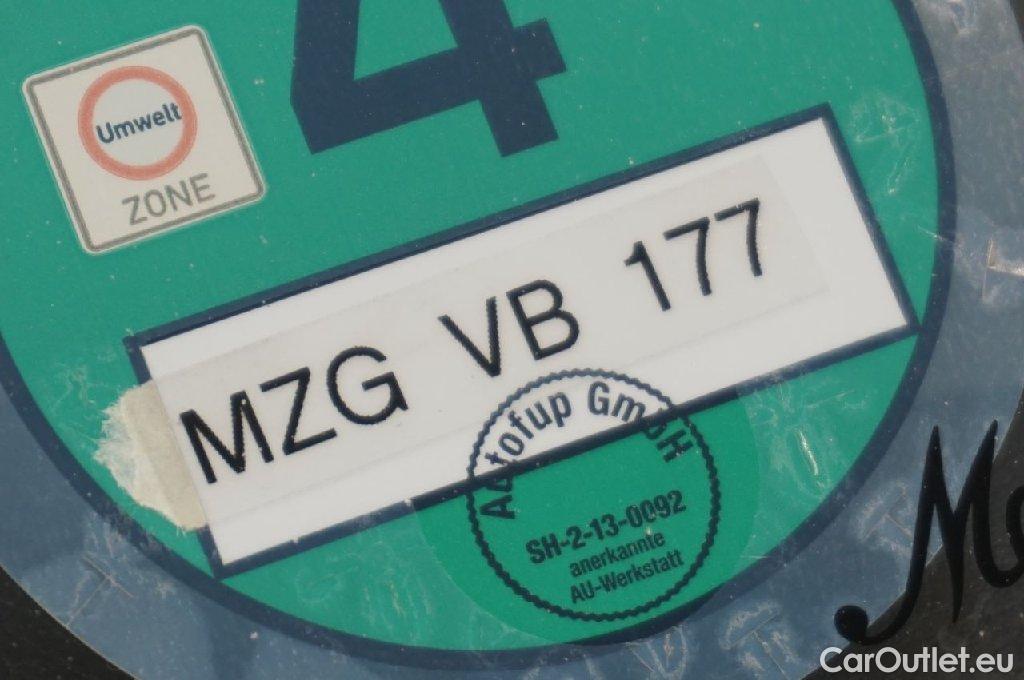 4
Umwelt
ZONE
MZG VB 177
Autofup GmbH
SH-2-13-0092
anerkannte
AU-Werkstatt
CarOutlet.eu